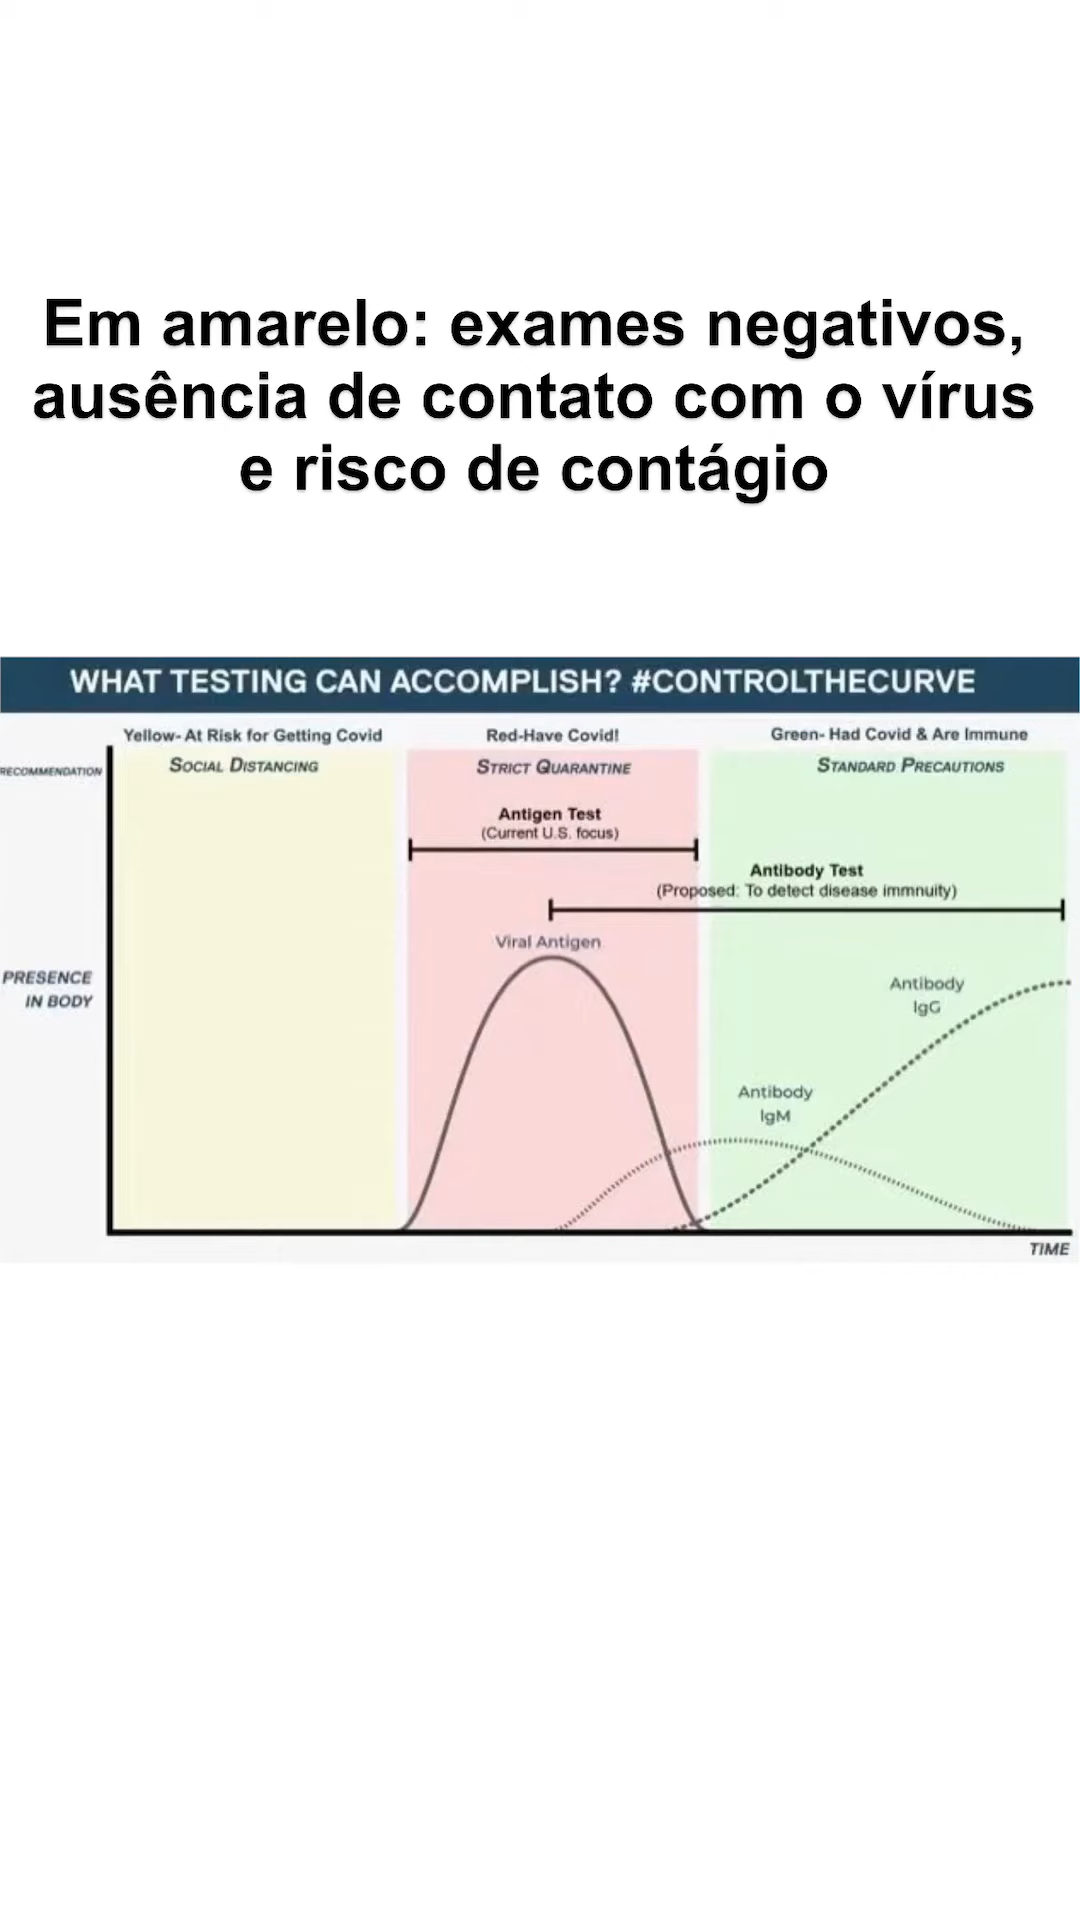 Em amarelo: exames negativos,
ausência de contato com o vírus
e risco de contágio
WHAT TESTING CAN ACCOMPLISH? #CONTROLTHECURVE
Yellow- At Risk for Getting Covid
Red-Have Covid!
Green- Had Covid & Are Immune
RECOMMENDATION
SOCIAL DISTANCING
STRICT QUARANTINE
STANDARD PRECAUTIONS
Antigen Test
(Current U.S. focus)
Antibody Test
(Proposed: To detect disease immnuity)
Viral Antigen
PRESENCE
IN BODY
Antibody
IgG
Antibody
IgM
TIME